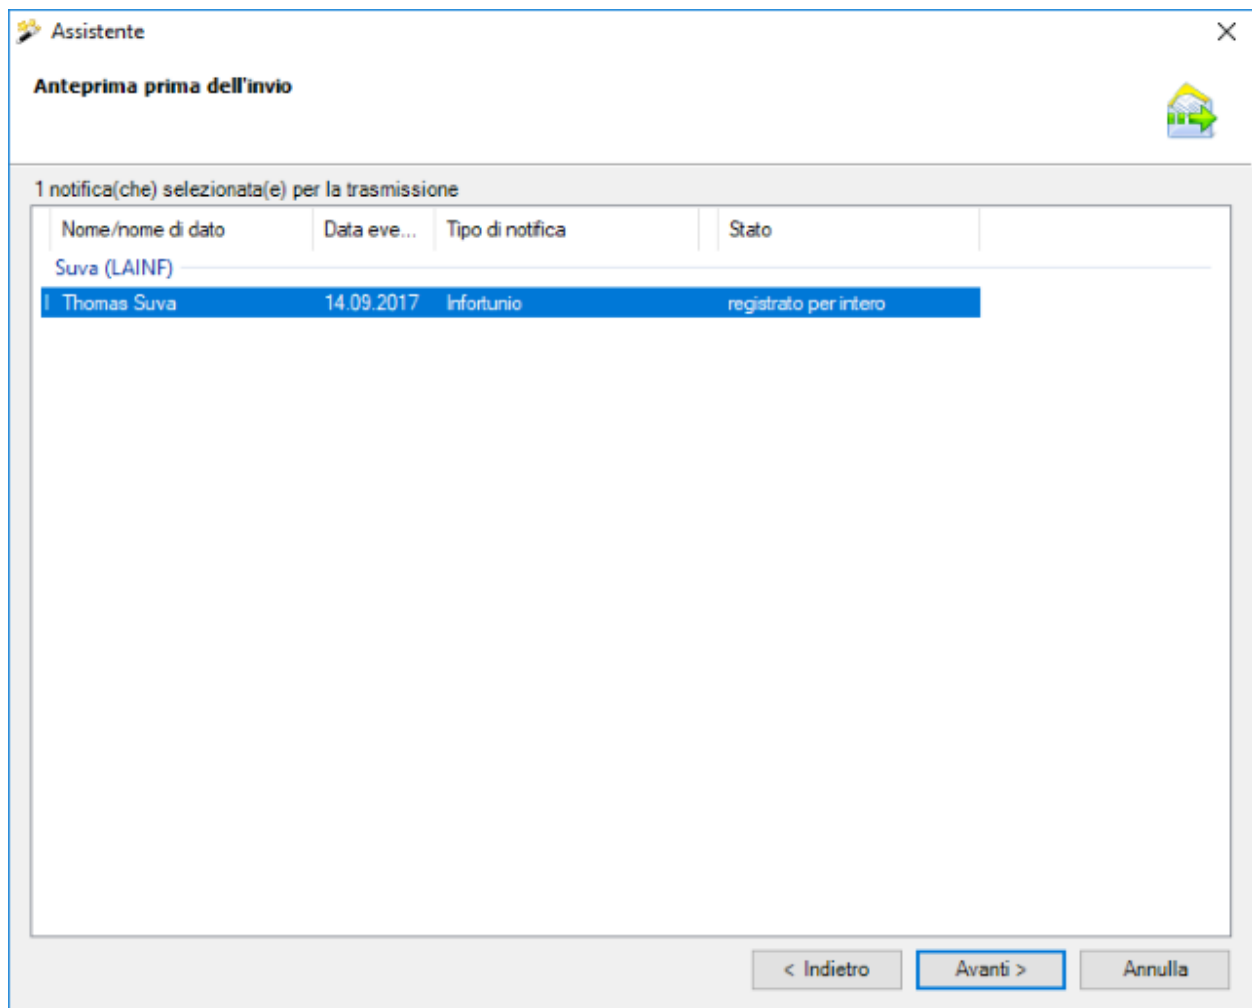 Assistente
Anteprima prima dell'invio
1 notifica(che) selezionata(e) per la trasmissione
Nome/nome di dato Data eve... Tipo di notifica Stato
Suva (LAINF)
Thomas Suva 14.09.2017 Infortunio registrato per intero
< Indietro Avanti > Annulla